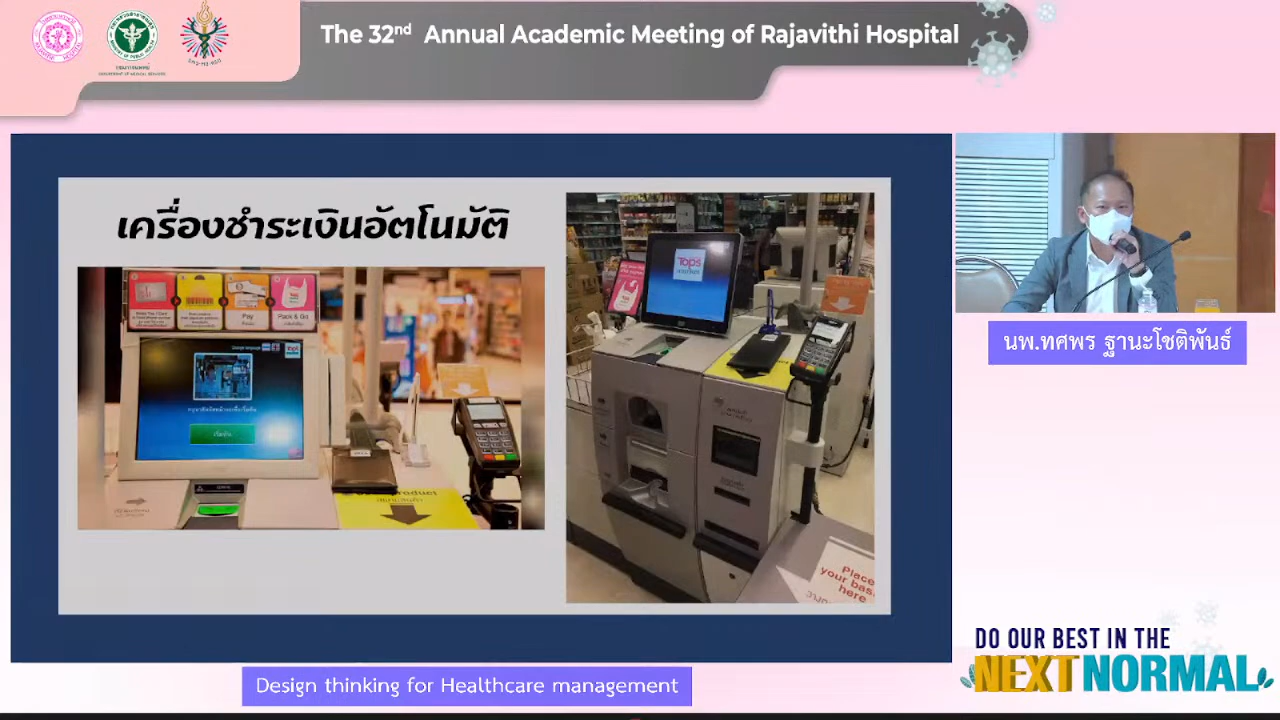 The 32nd Annual Academic Meeting of Rajavithi Hospital
เครื่องชำระเงินอัตโนมัติ
Pay
Pack & Go
Tops
Place
your bas
here
นพ.ทศพร ฐานะโชติพันธ์
DO OUR BEST IN THE
NEXT NORMAL
Design thinking for Healthcare management